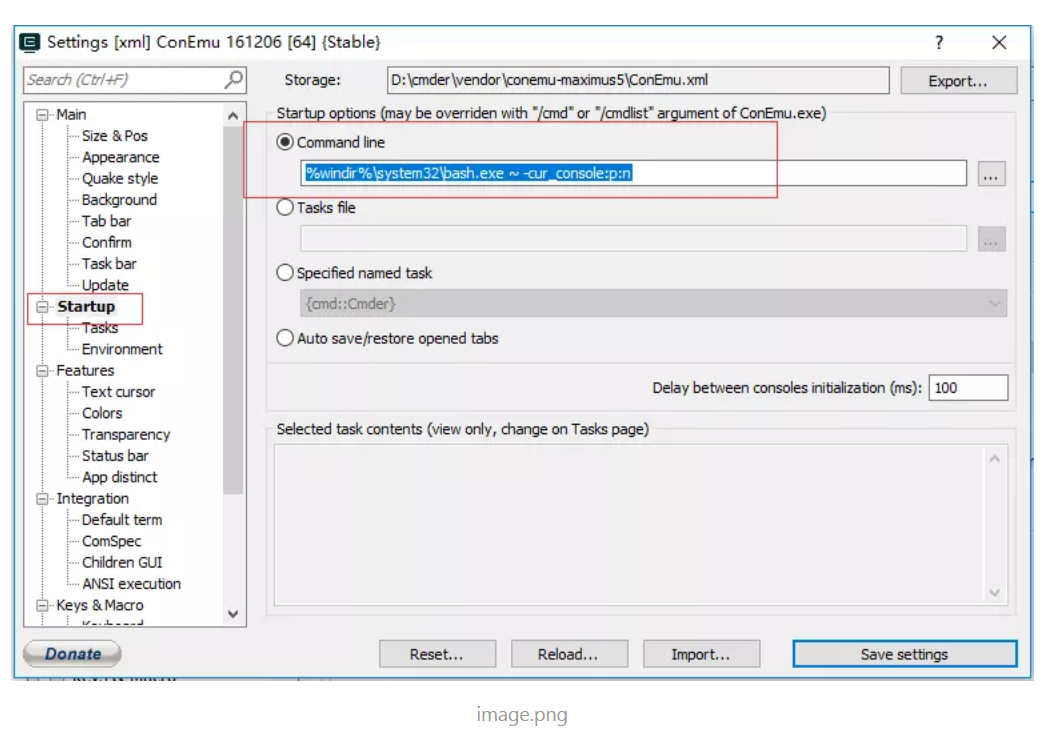 Settings [xml] ConEmu 161206 [64] {Stable}
?
Search (Ctrl+F)
Storage:
D:\cmder\vendor\conemu-maximus5\ConEmu.xml
Export...
Main
Size & Pos
Appearance
Quake style
Background
Tab bar
Confirm
Task bar
Update
Startup
Tasks
Environment
Features
Text cursor
Colors
Transparency
Status bar
App distinct
Integration
Default term
ComSpec
Children GUI
ANSI execution
Keys & Macro
Startup options (may be overriden with "/cmd" or "/cmdlist" argument of ConEmu.exe)
Command line
%windir%\system32\bash.exe ~ -cur_console:p:n
...
Tasks file
...
Specified named task
{cmd::Cmder}
Auto save/restore opened tabs
Delay between consoles initialization (ms): 100
Selected task contents (view only, change on Tasks page)
Donate
Reset...
Reload...
Import...
Save settings
image.png